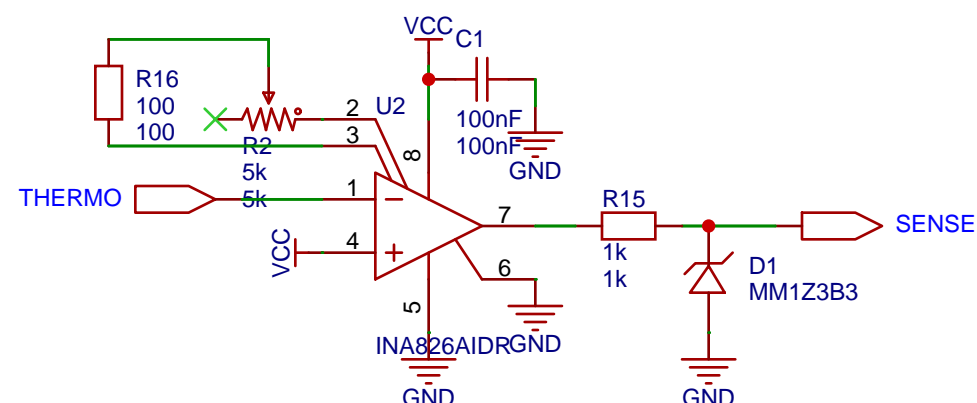 VCC
C1
R16
100
100
2
U2
3
8
100nF
100nF
GND
R2
5k
5k
THERMO
1
7
R15
SENSE
VCC
4
6
1k
1k
D1
MM1Z3B3
5
INA826AIDR
GND
GND
GND